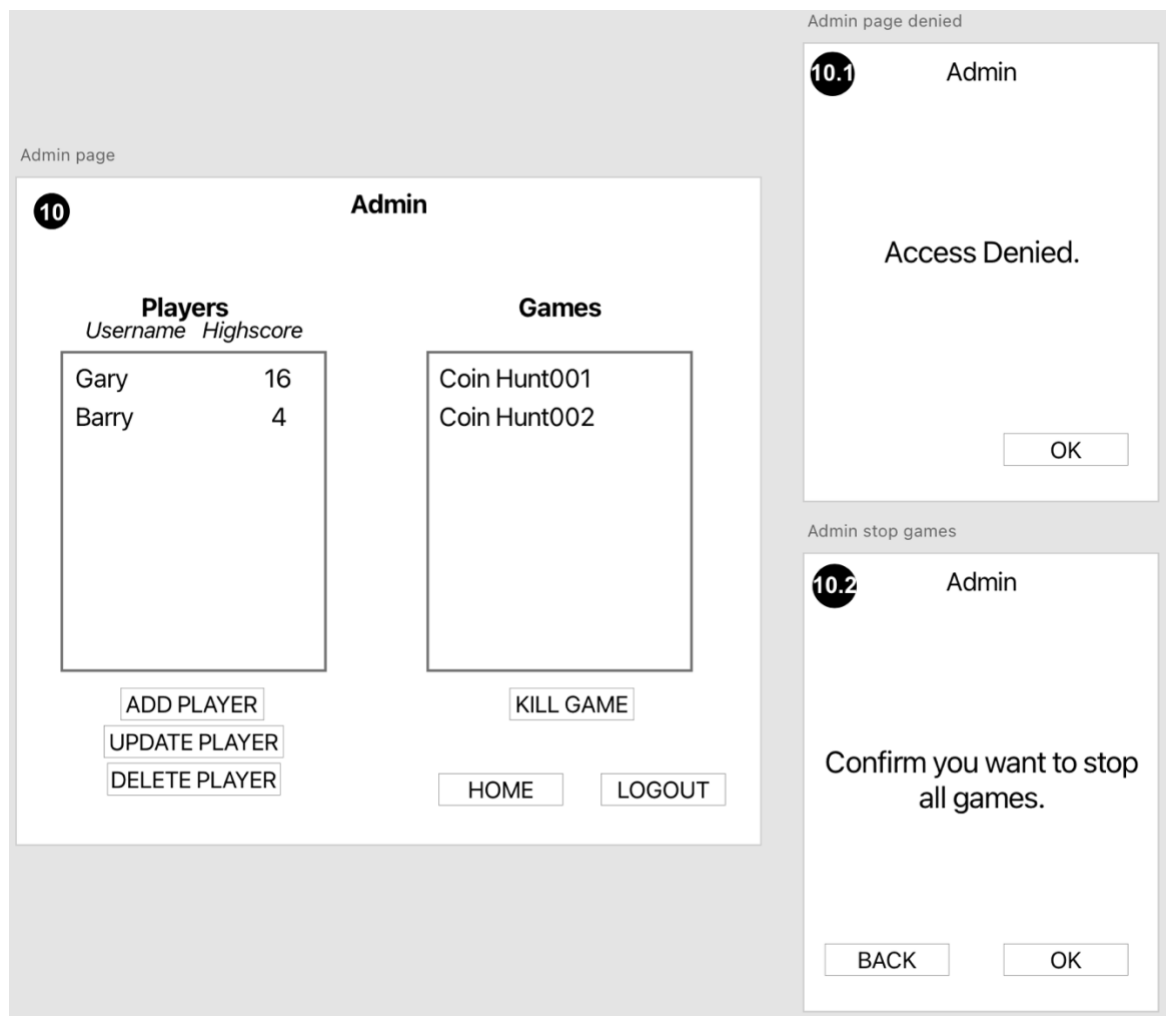 Admin page
10
Admin
Players
Username Highscore
Gary 16
Barry 4
ADD PLAYER
UPDATE PLAYER
DELETE PLAYER
Games
Coin Hunt001
Coin Hunt002
KILL GAME
HOME
LOGOUT
Admin page denied
10.1
Admin
Access Denied.
OK
Admin stop games
10.2
Admin
Confirm you want to stop
all games.
BACK
OK